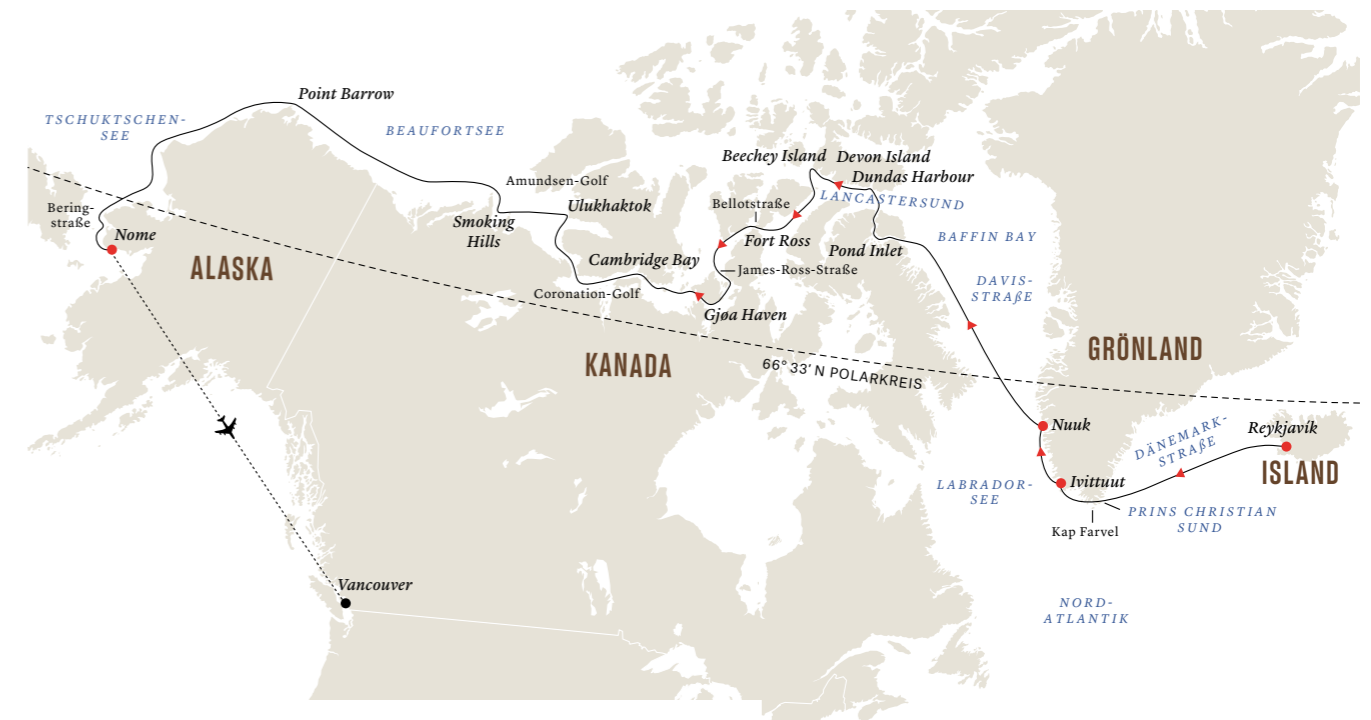 Point Barrow
TSCHUKTSCHEN-
SEE
BEAUFORTSEE
Beechey Island
Devon Island
Dundas Harbour
Amundsen-Golf
LANCASTERSUND
Bering-
straße
Nome
Smoking
Hills
Ulukhaktok
Bellotstraße
Fort Ross
Pond Inlet
BAFFIN BAY
ALASKA
Cambridge Bay
James-Ross-Straße
DAVIS-
STRAßE
Coronation-Golf
Gjøa Haven
KANADA
GRÖNLAND
66° 33' N POLARKREIS
Nuuk
DÄNEMARK-
STRAßE
Reykjavík
ISLAND
LABRADOR-
SEE
Ivittuut
PRINS CHRISTIAN
SUND
Kap Farvel
Vancouver
NORD-
ATLANTIK